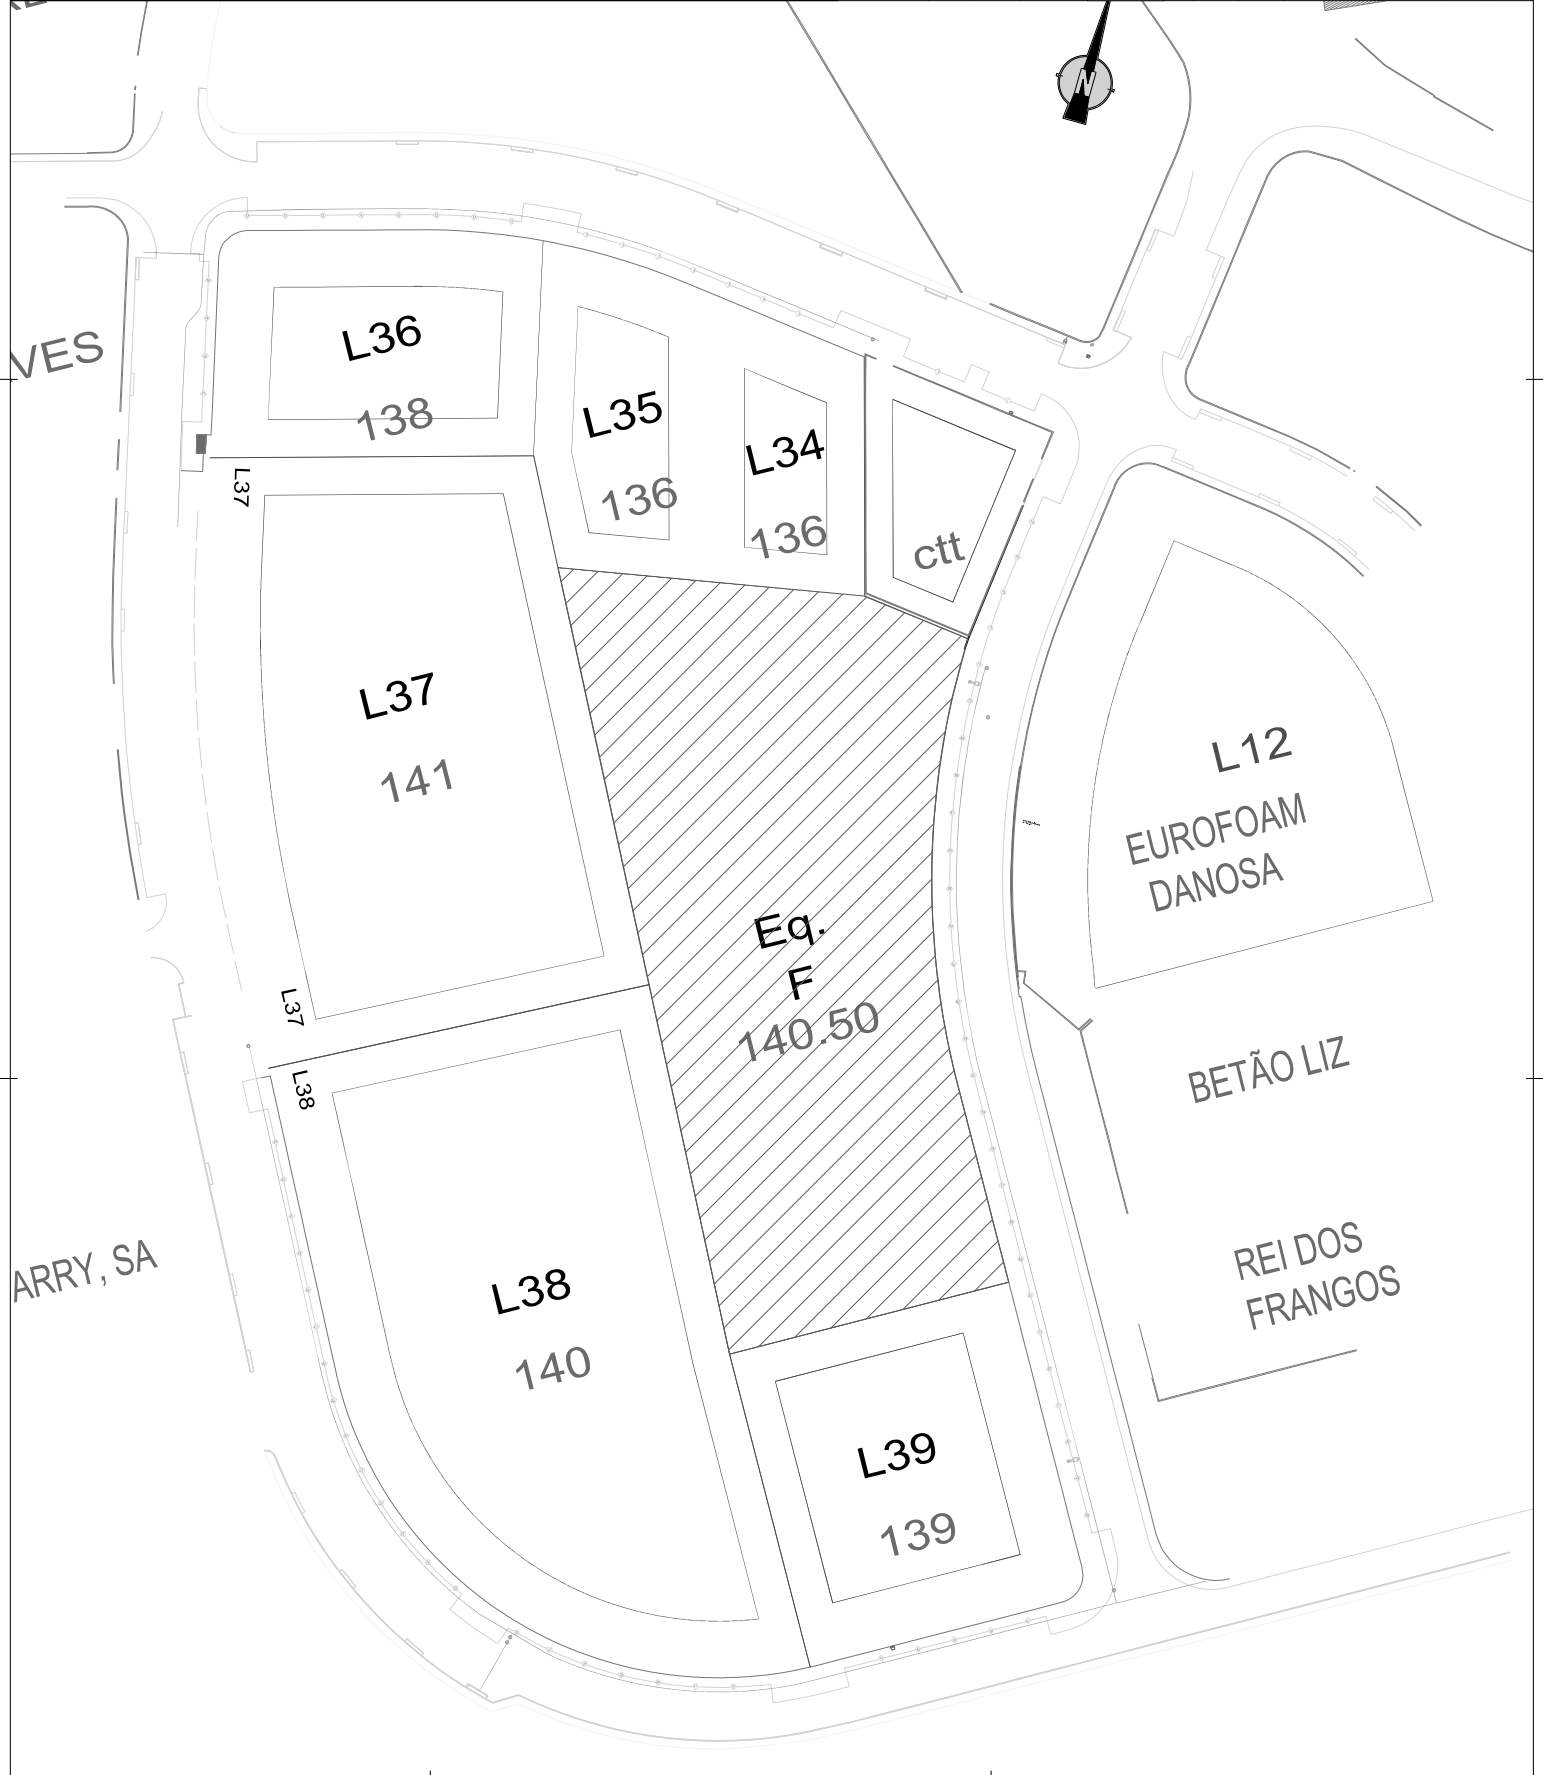 N
VES
L36
138
L35
136
L34
136
ctt
L37
L37
141
L12
EUROFOAM
DANOSA
Eq.
F
140.50
L37
L38
BETÃO LIZ
ARRY, SA
L38
140
REI DOS
FRANGOS
L39
139